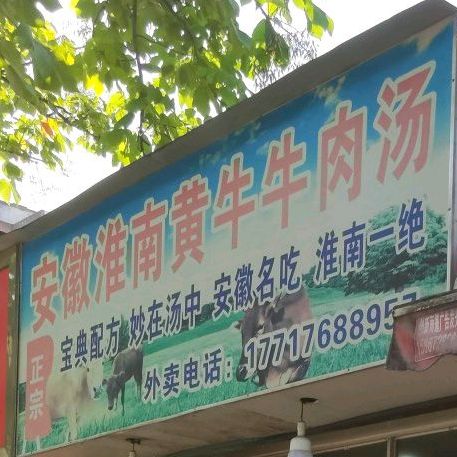 安徽淮南黄牛牛肉汤
正宗
宝典配方 妙在汤中 安徽名吃 淮南一绝
外卖电话：17717688957